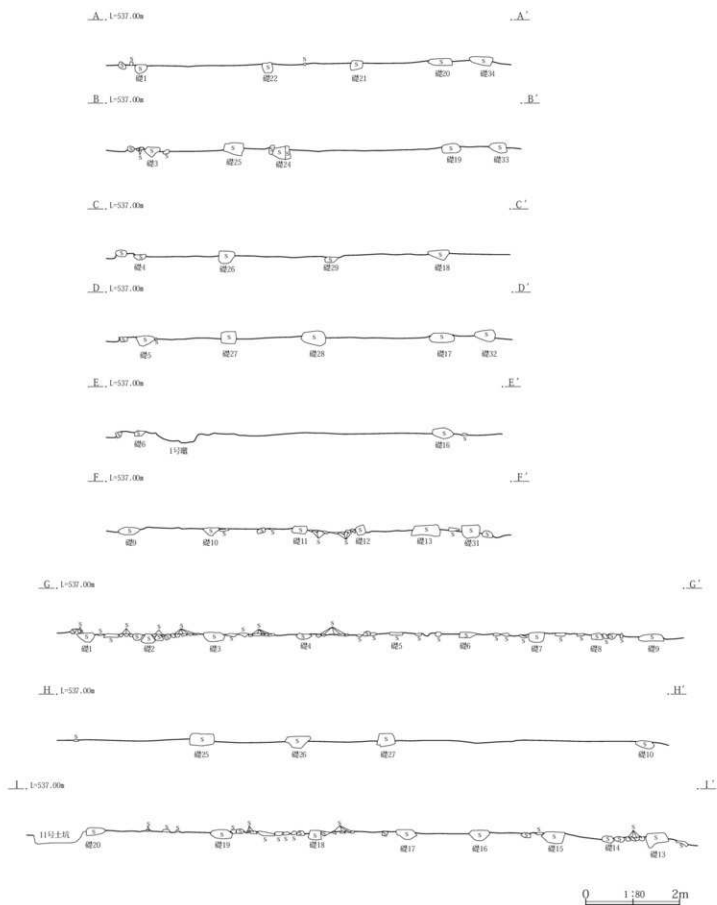 A L=537.00m A'
S S S S S S S
礎1 礎22 礎21 礎20 礎34
B L=537.00m B'
S S S S S S S
礎3 礎25 礎24 礎19 礎33
C L=537.00m C'
S S S S S
礎4 礎26 礎29 礎18
D L=537.00m D'
S S S S S S S
礎5 礎27 礎28 礎17 礎32
E L=537.00m E'
S S S S
礎6 1号 礎16
F L=537.00m F'
S S S S S S S S S
礎9 礎10 礎11 礎12 礎13 礎31
G L=537.00m G'
S S S S S S S S S
礎1 礎2 礎3 礎4 礎5 礎6 礎7 礎8 礎9
H L=537.00m H'
S S S S S
礎25 礎26 礎27 礎10
I L=537.00m I'
11号土坑 S S S S S S S S
礎20 礎19 礎18 礎17 礎16 礎15 礎14 礎13
0 1:80 2m